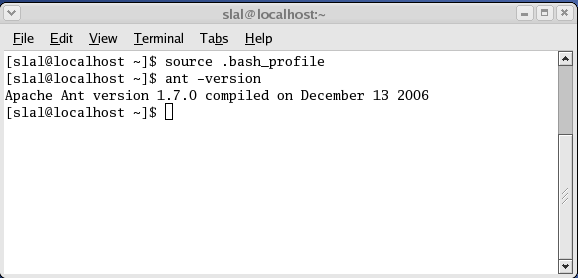 slal@localhost:~
File Edit View Terminal Tabs Help
[slal@localhost ~]$ source .bash_profile
[slal@localhost ~]$ ant -version
Apache Ant version 1.7.0 compiled on December 13 2006
[slal@localhost ~]$